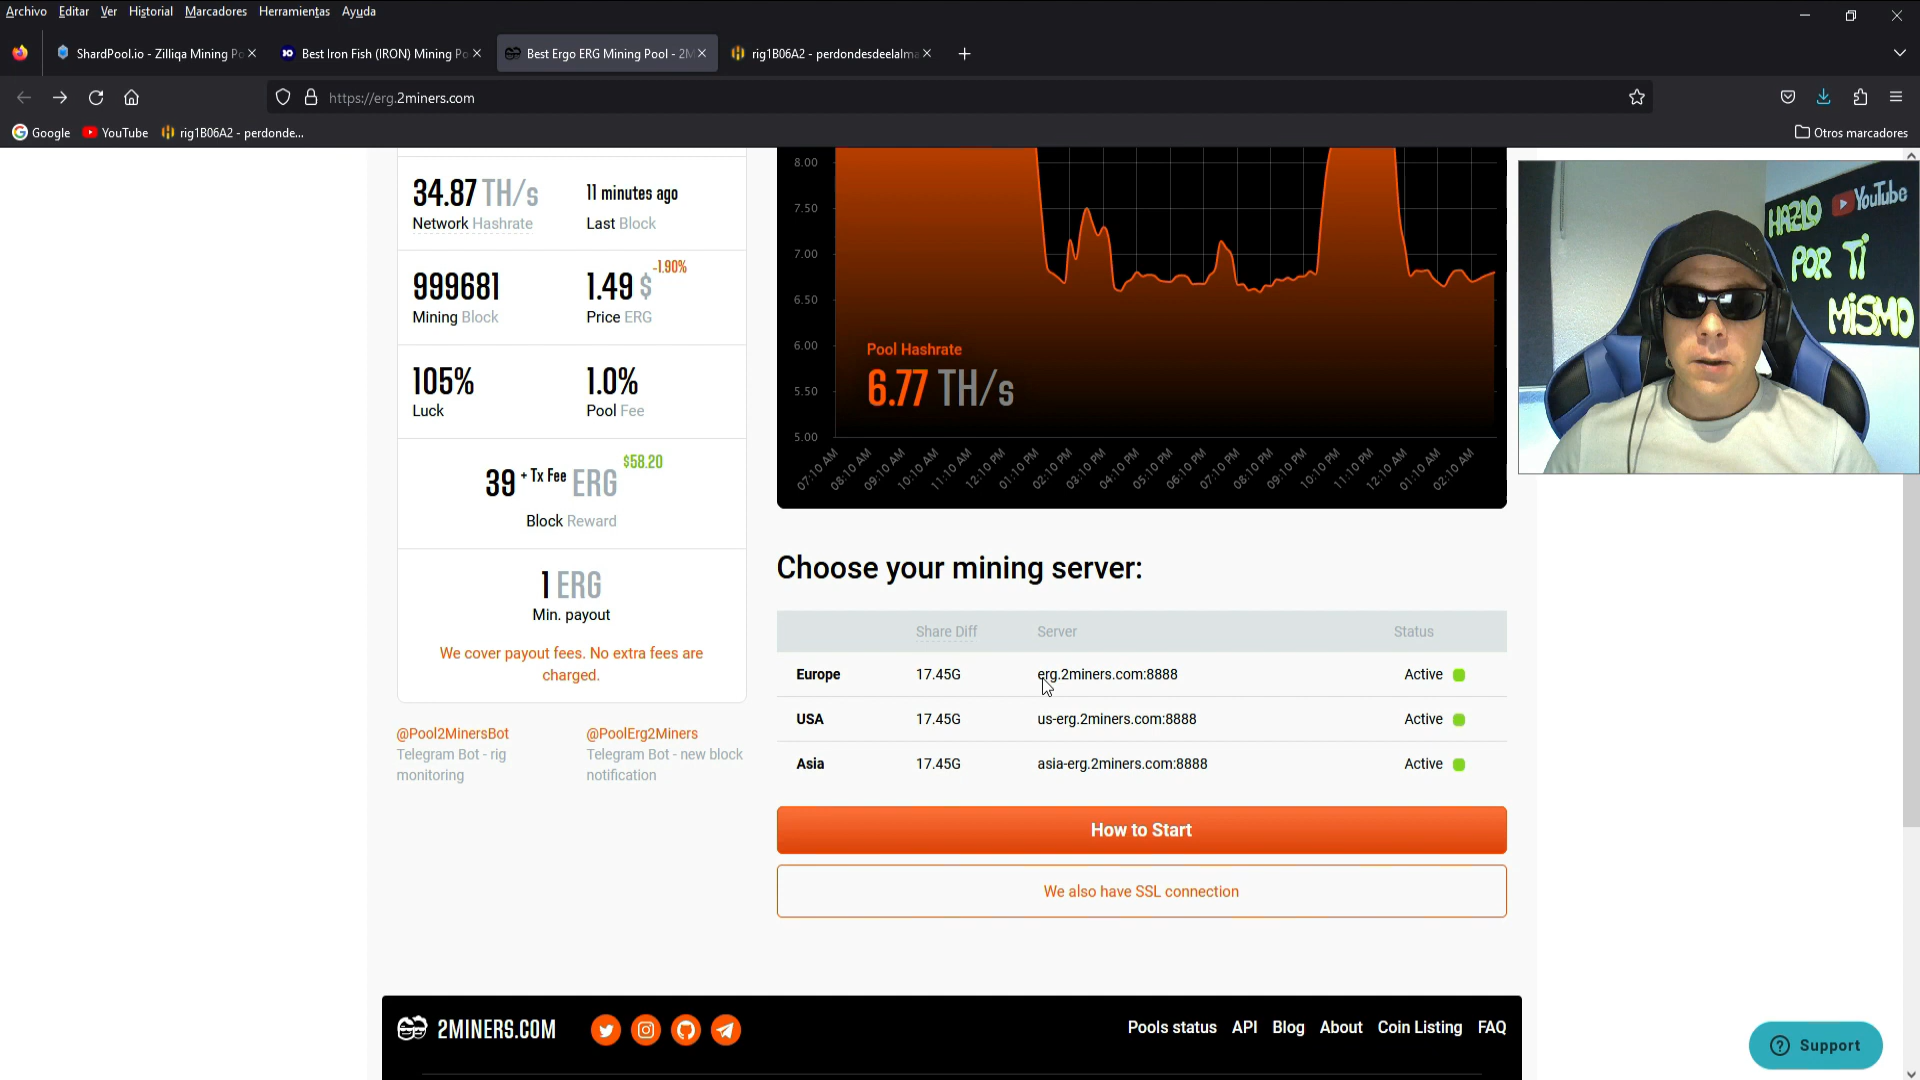 Archivo Editar Ver Historial Marcadores Herramientas Ayuda
ShardPool.io - Zilliqa Mining Po
Best Iron Fish (IRON) Mining Po
Best Ergo ERG Mining Pool - 2M
rig1B06A2 - perdondesdeelalma
https://erg.2miners.com
Google YouTube rig1B06A2 - perdonde... Otros marcadores
34.87 TH/s
Network Hashrate
11 minutes ago
Last Block
999681
Mining Block
1.49 $ -1.90%
Price ERG
105%
Luck
1.0%
Pool Fee
39 + Tx Fee ERG $58.20
Block Reward
1 ERG
Min. payout
We cover payout fees. No extra fees are
charged.
@Pool2MinersBot
Telegram Bot - rig
monitoring
@PoolErg2Miners
Telegram Bot - new block
notification
8.00
7.50
7.00
6.50
6.00
5.50
5.00
Pool Hashrate
6.77 TH/s
07:10 AM 08:10 AM 09:10 AM 10:10 AM 11:10 AM 12:10 PM 01:10 PM 02:10 PM 03:10 PM 04:10 PM 05:10 PM 06:10 PM 07:10 PM 08:10 PM 09:10 PM 10:10 PM 11:10 PM 12:10 AM 01:10 AM 02:10 AM
YouTube
HAZLO
POR TI
MISMO
Choose your mining server:
Share Diff Server Status
Europe 17.45G erg.2miners.com:8888 Active
USA 17.45G us-erg.2miners.com:8888 Active
Asia 17.45G asia-erg.2miners.com:8888 Active
How to Start
We also have SSL connection
2MINERS.COM
Pools status API Blog About Coin Listing FAQ
Support